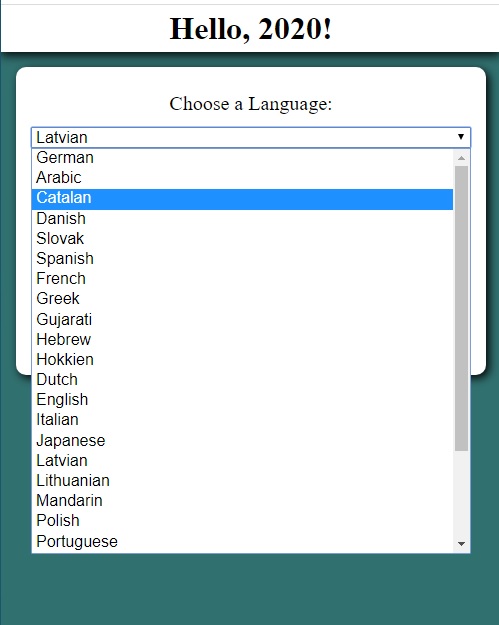 Hello, 2020!
Choose a Language:
Latvian
German
Arabic
Catalan
Danish
Slovak
Spanish
French
Greek
Gujarati
Hebrew
Hokkien
Dutch
English
Italian
Japanese
Latvian
Lithuanian
Mandarin
Polish
Portuguese